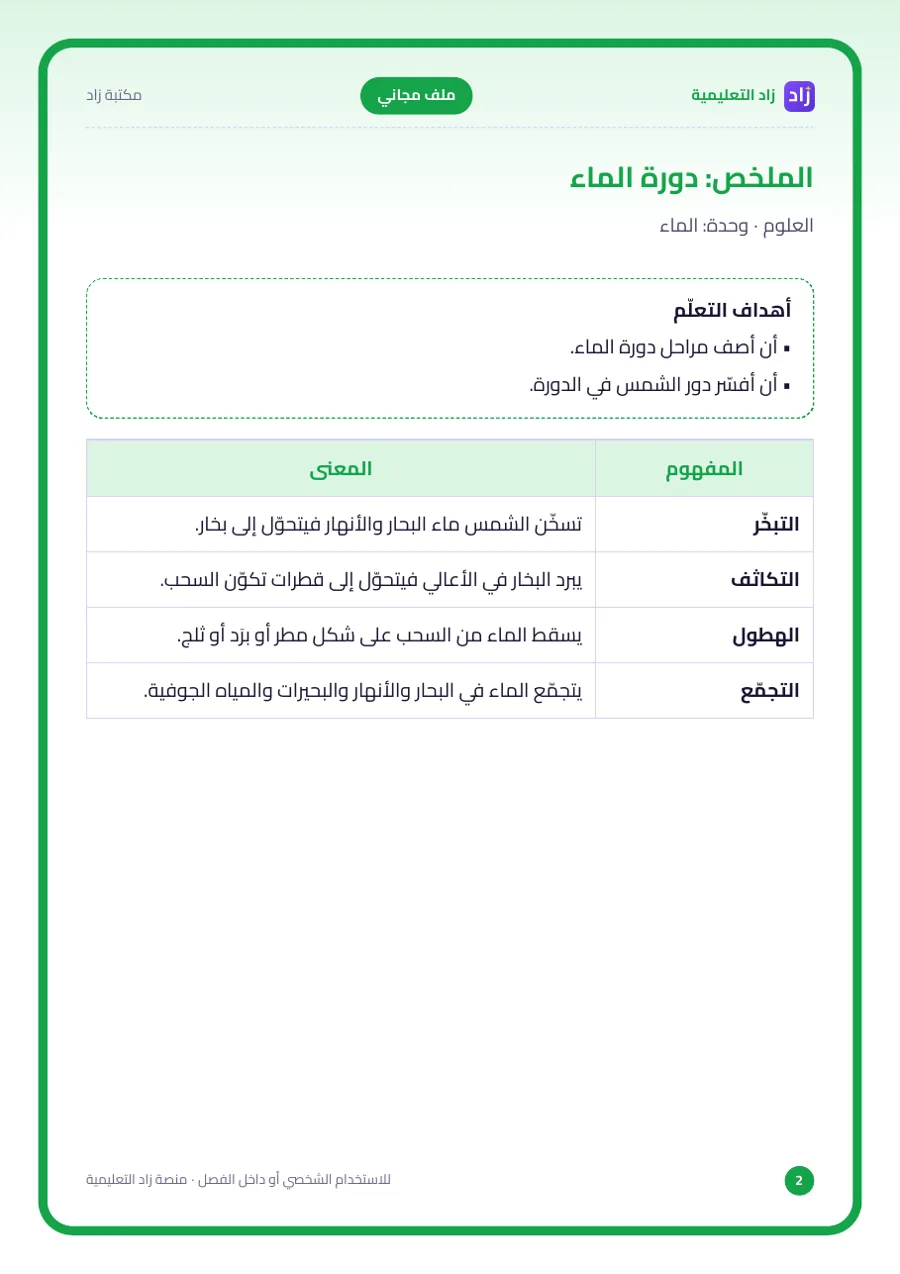 زاد
زاد التعليمية
ملف مجاني
مكتبة زاد
الملخص: دورة الماء
العلوم · وحدة: الماء
أهداف التعلّم
▪ أن أصف مراحل دورة الماء.
▪ أن أفسّر دور الشمس في الدورة.
المفهوم المعنى
التبخّر تسخّن الشمس ماء البحار والأنهار فيتحوّل إلى بخار.
التكاثف يبرد البخار في الأعالي فيتحوّل إلى قطرات تكوّن السحب.
الهطول يسقط الماء من السحب على شكل مطر أو برَد أو ثلج.
التجمّع يتجمّع الماء في البحار والأنهار والبحيرات والمياه الجوفية.
2
للاستخدام الشخصي أو داخل الفصل · منصة زاد التعليمية